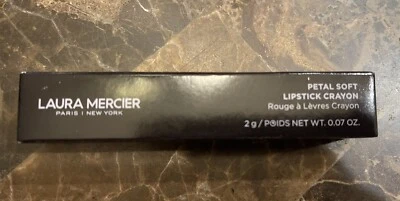 LAURA MERCIER
PARIS | NEW YORK
PETAL SOFT
LIPSTICK CRAYON
Rouge à Lèvres Crayon
2 g / POIDS NET WT. 0.07 OZ.